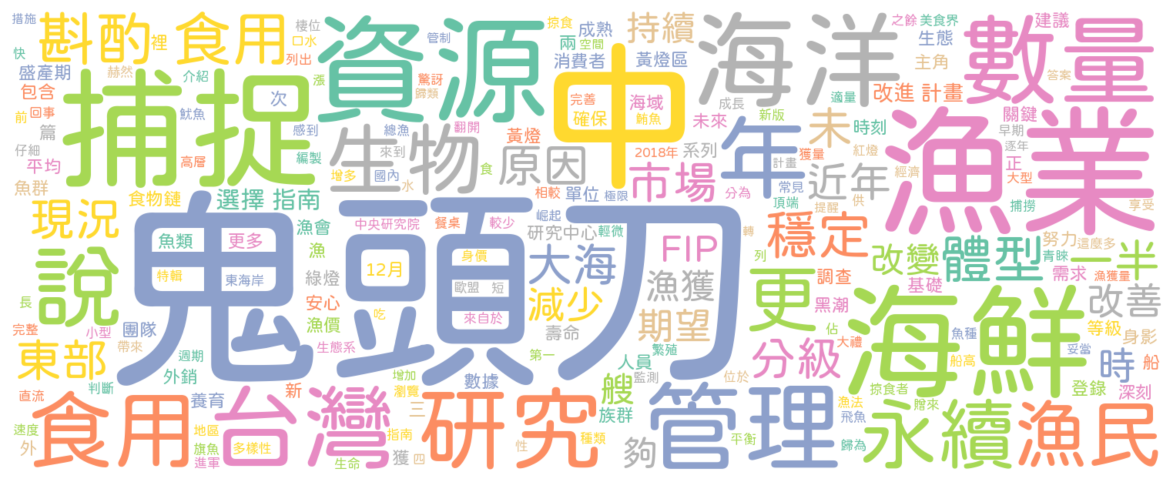 措施
斟酌 食用
裡
樓位
口水
快
盛產期
赫然
介紹
列出
包含
次
前
回事
魷魚
篇
感到
仔細
平均
高層
編製
魚群
食物鏈
選擇 指南
捕捉
資源
管制
驚訝
歸類
總漁
翻開
來到
增多
國內
水
生物
食
原因
黃燈
掠食
成熟
兩
空間
消費者
黃燈區
持續
完善
海域
確保
鮪魚
中
海洋
成長
適量
未來
2018年
系列
市場
相較
單位
極限
分為
年
新版
計畫
常見
頂端
獲量
未
時刻
近年
提醒
供
之餘
美食界
生態
主角
改進 計畫
紅燈
經濟
數量
建議
答案
關鍵
早期
逐年
正
大型
捕撈
享受
漁業
現況
漁會
魚類
更多
漁
特輯
東海岸
綠燈
說
長
安心
完整
小型
團隊
漁價
帶來
生態系
東部
週期
外銷
判斷
新
鬼頭刀
中央研究院
餐桌
較少
12月
身價
歐盟
短
吃
來自於
崛起
輕微
研究中心
大海
減少
壽命
第一
FIP
漁獲
期望
人員
繁殖
監測
位於
轉
列
穩定
更
調查
黑潮
佔
分級
大禮
改變
基礎
體型
青睞
努力
這麼多
需求
漁獲量
一半
改善
海鮮
魚種
妥當
等級
身影
船高
船
時
登錄
深刻
掠食者
贈來
直流
養育
速度
外
地區
旗魚
進軍
多樣性
食用
台灣
生命
增加
瀏覽
三
指南
獲
四
數據
研究
性
種類
艘
族群
夠
管理
平衡
漁法
飛魚
歸為
永續
漁民